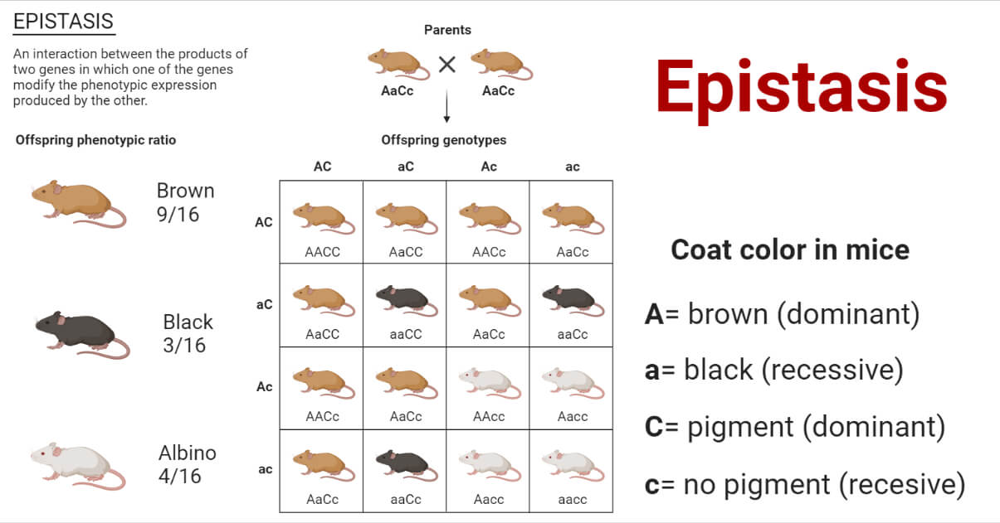 EPISTASIS
An interaction between the products of
two genes in which one of the genes
modify the phenotypic expression
produced by the other.
Offspring phenotypic ratio
Brown
9/16
Black
3/16
Albino
4/16
Parents
AaCc
AaCc
Offspring genotypes
AC aC Ac ac
AC
AACC AaCC AACc AaCc
aC
AaCC aaCC AaCc aaCc
Ac
AACc AaCc AAcc Aacc
ac
AaCc aaCc Aacc aacc
Epistasis
Coat color in mice
A= brown (dominant)
a= black (recessive)
C= pigment (dominant)
c= no pigment (recesive)